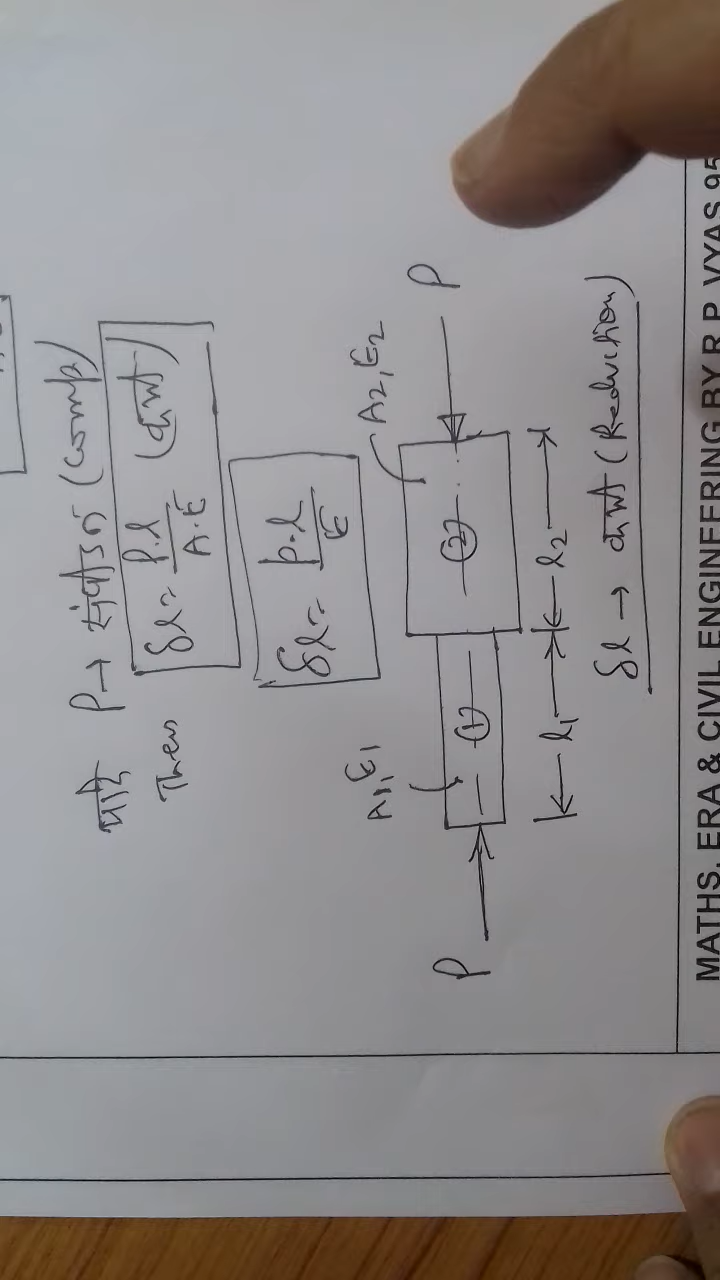 यदि P → संपीडन (Comp)
Then δl = P.l / A.E (कमी)
δl = p.l / E
A1,E1
A2,E2
P
①
②
P
l1
l2
δl → कमी (Reduction)
MATHS, ERA & CIVIL ENGINEERING BY R.P. VYAS 95